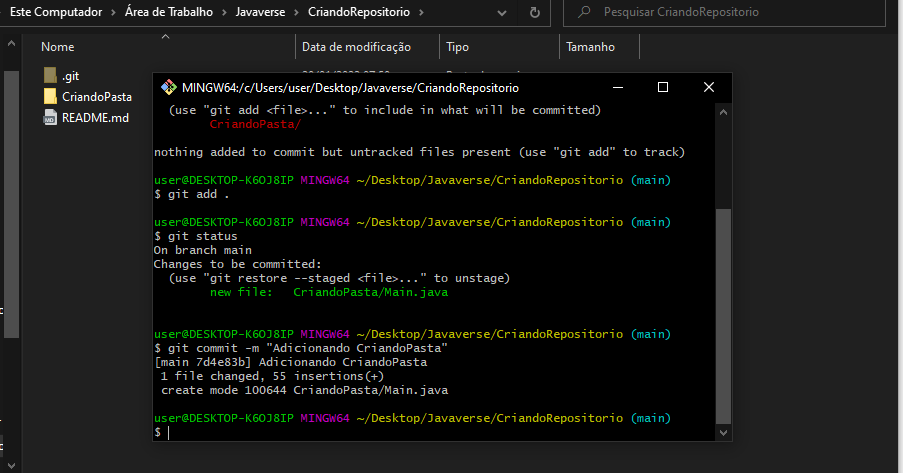 Este Computador > Área de Trabalho > Javaverse > CriandoRepositorio >
Pesquisar CriandoRepositorio
Nome Data de modificação Tipo Tamanho
.git
CriandoPasta
README.md
MINGW64:/c/Users/user/Desktop/Javaverse/CriandoRepositorio
(use "git add <file>..." to include in what will be committed)
CriandoPasta/
nothing added to commit but untracked files present (use "git add" to track)
user@DESKTOP-K6OJ8IP MINGW64 ~/Desktop/Javaverse/CriandoRepositorio (main)
$ git add .
user@DESKTOP-K6OJ8IP MINGW64 ~/Desktop/Javaverse/CriandoRepositorio (main)
$ git status
On branch main
Changes to be committed:
(use "git restore --staged <file>..." to unstage)
new file: CriandoPasta/Main.java
user@DESKTOP-K6OJ8IP MINGW64 ~/Desktop/Javaverse/CriandoRepositorio (main)
$ git commit -m "Adicionando CriandoPasta"
[main 7d4e83b] Adicionando CriandoPasta
1 file changed, 55 insertions(+)
create mode 100644 CriandoPasta/Main.java
user@DESKTOP-K6OJ8IP MINGW64 ~/Desktop/Javaverse/CriandoRepositorio (main)
$